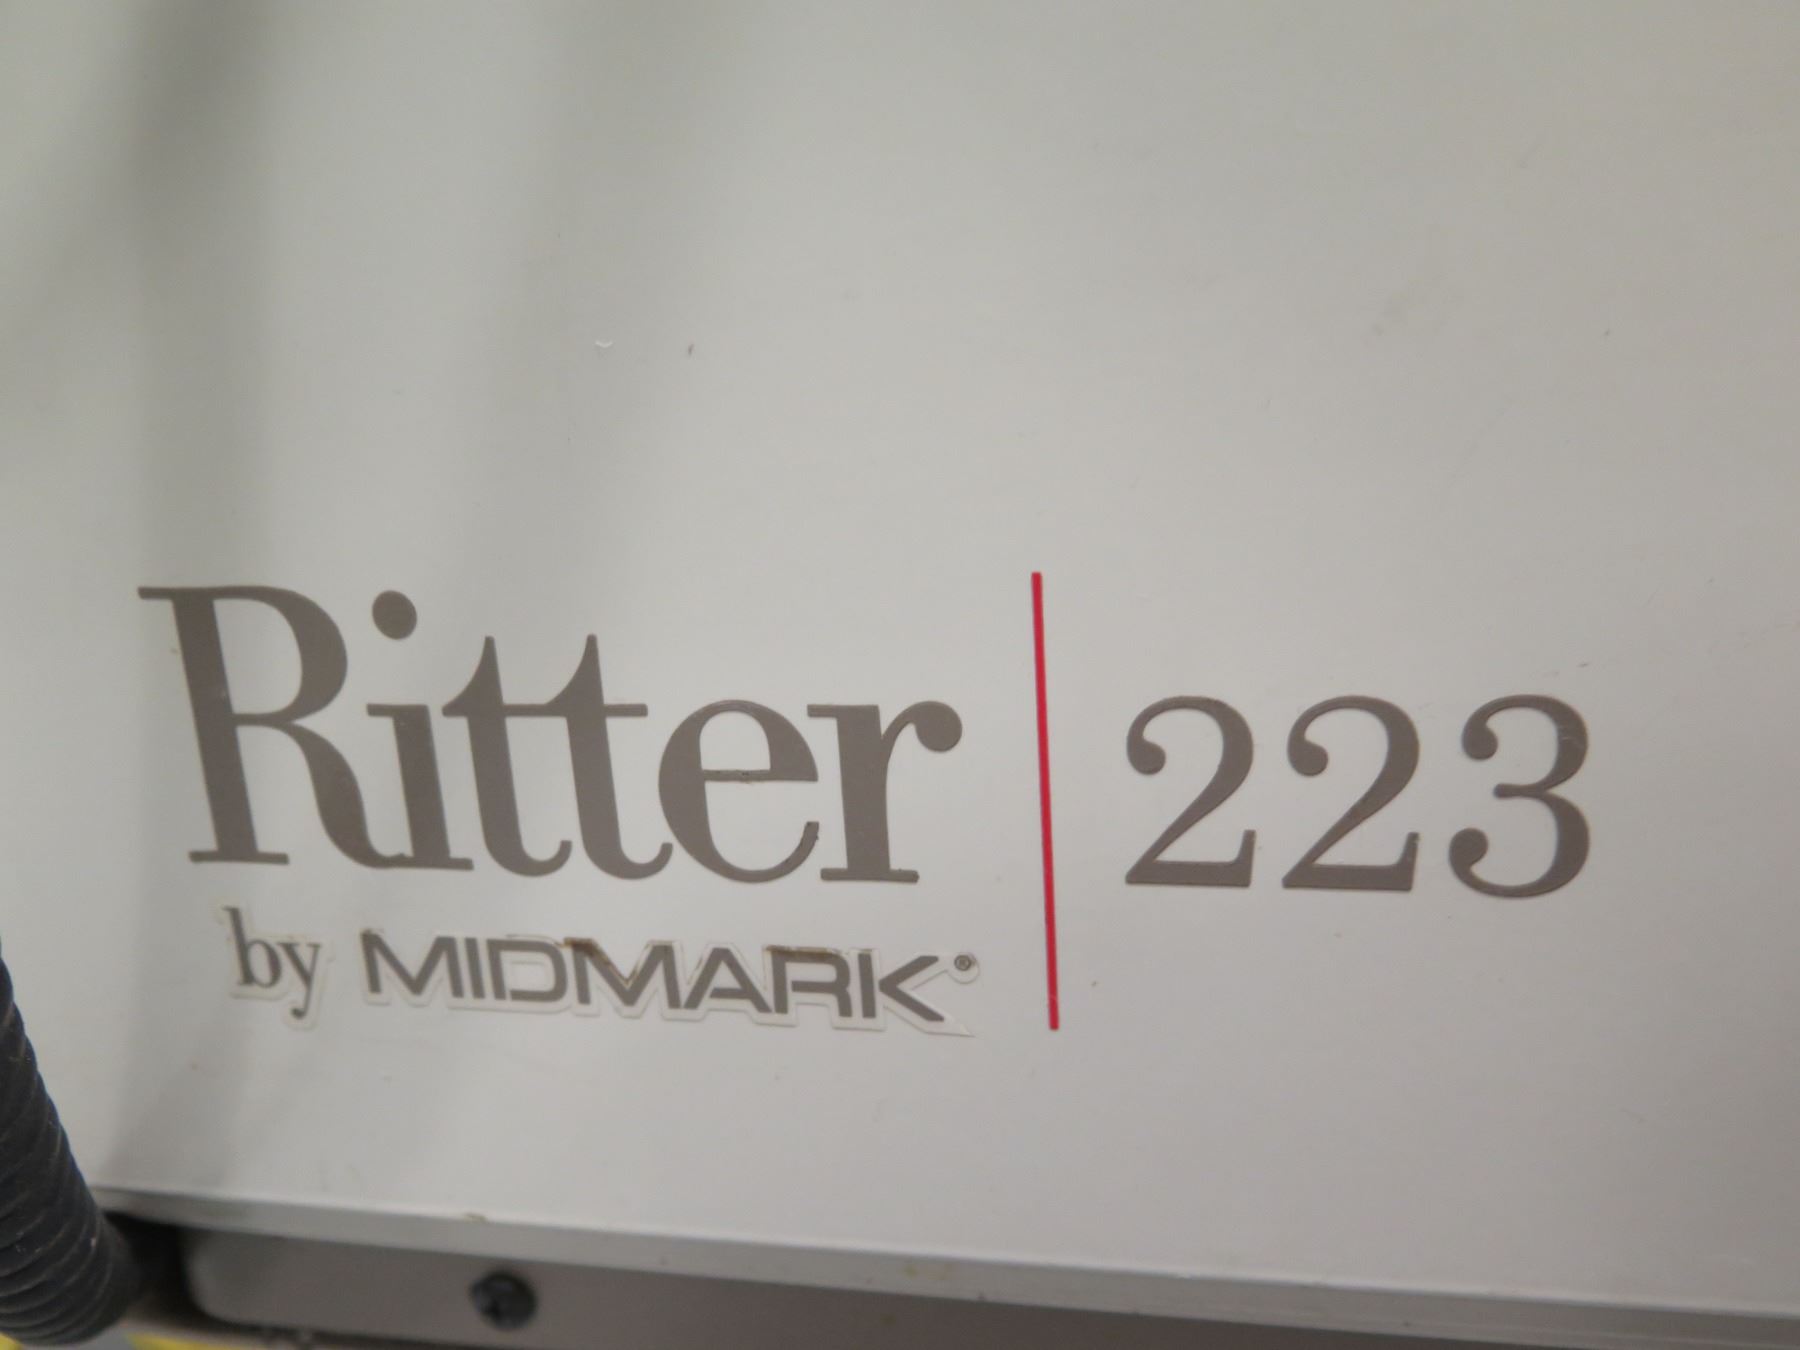 Ritter | 223
by MIDMARK®